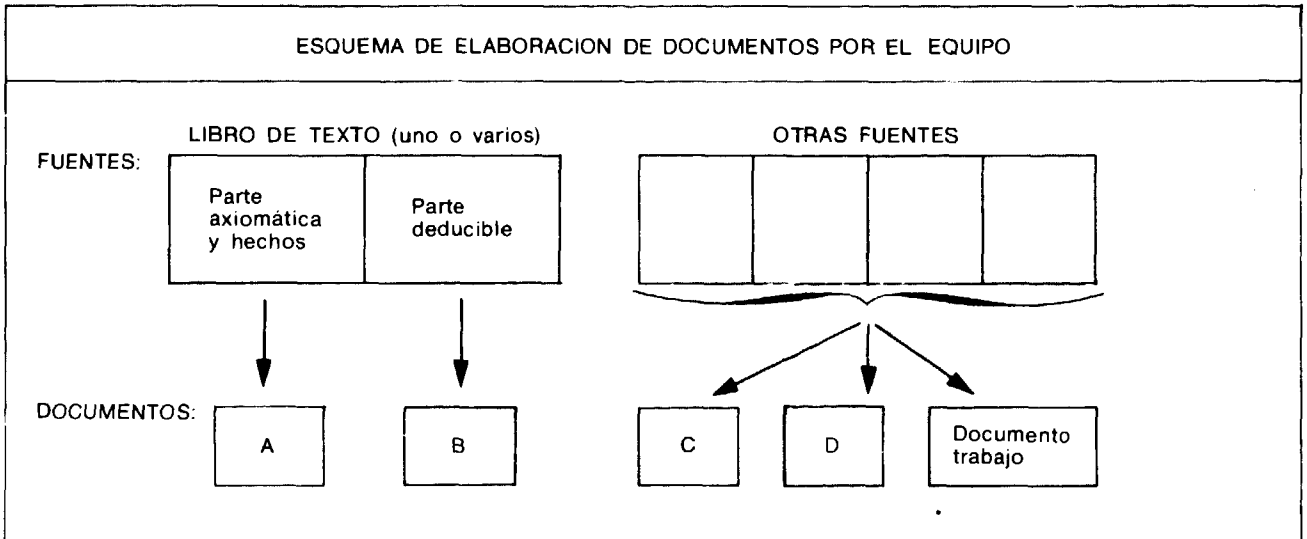 ESQUEMA DE ELABORACION DE DOCUMENTOS POR EL EQUIPO
LIBRO DE TEXTO (uno o varios)
OTRAS FUENTES
FUENTES:
Parte
axiomática
y hechos
Parte
deducible
DOCUMENTOS:
A
B
C
D
Documento
trabajo